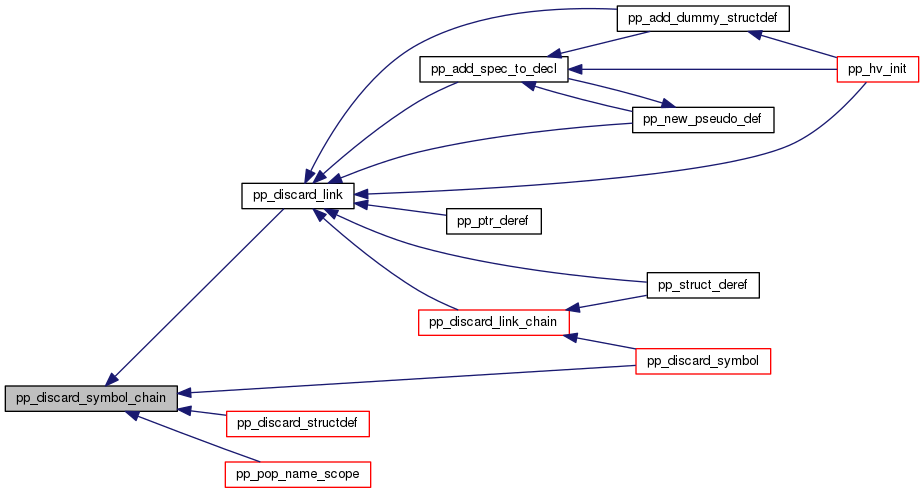 pp_add_dummy_structdef
pp_add_spec_to_decl
pp_hv_init
pp_new_pseudo_def
pp_discard_link
pp_ptr_deref
pp_struct_deref
pp_discard_link_chain
pp_discard_symbol
pp_discard_symbol_chain
pp_discard_structdef
pp_pop_name_scope